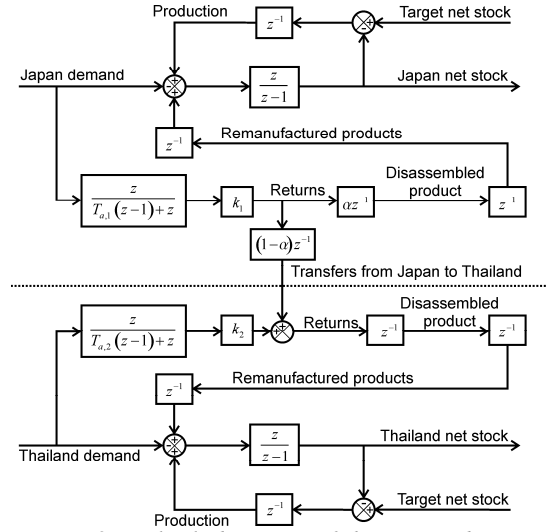 Production
z⁻¹
Target net stock
Japan demand
z
z−1
Japan net stock
z⁻¹
Remanufactured products
z
T_{a,1}(z−1)+z
k₁
Returns
αz⁻¹
Disassembled
product
z⁻¹
(1−α)z⁻¹
Transfers from Japan to Thailand
z
T_{a,2}(z−1)+z
k₂
Returns
z⁻¹
Disassembled
product
z⁻¹
z⁻¹
Remanufactured products
Thailand demand
z
z−1
Thailand net stock
Production
z⁻¹
Target net stock